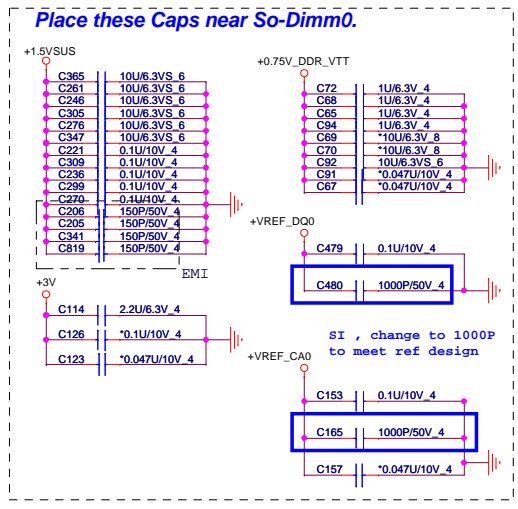 Place these Caps near So-Dimm0.
+1.5VSUS
C365 10U/6.3VS_6
C261 10U/6.3VS_6
C246 10U/6.3VS_6
C305 10U/6.3VS_6
C276 10U/6.3VS_6
C347 10U/6.3VS_6
C221 0.1U/10V_4
C309 0.1U/10V_4
C236 0.1U/10V_4
C299 0.1U/10V_4
C270 0.1U/10V_4
C206 150P/50V_4
C205 150P/50V_4
C341 150P/50V_4
C819 150P/50V_4
EMI
+3V
C114 2.2U/6.3V_4
C126 *0.1U/10V_4
C123 *0.047U/10V_4
+0.75V_DDR_VTT
C72 1U/6.3V_4
C68 1U/6.3V_4
C65 1U/6.3V_4
C94 1U/6.3V_4
C69 *10U/6.3V_8
C70 *10U/6.3V_8
C92 10U/6.3VS_6
C91 *0.047U/10V_4
C67 *0.047U/10V_4
+VREF_DQ0
C479 0.1U/10V_4
C480 1000P/50V_4
SI , change to 1000P
to meet ref design
+VREF_CA0
C153 0.1U/10V_4
C165 1000P/50V_4
C157 *0.047U/10V_4